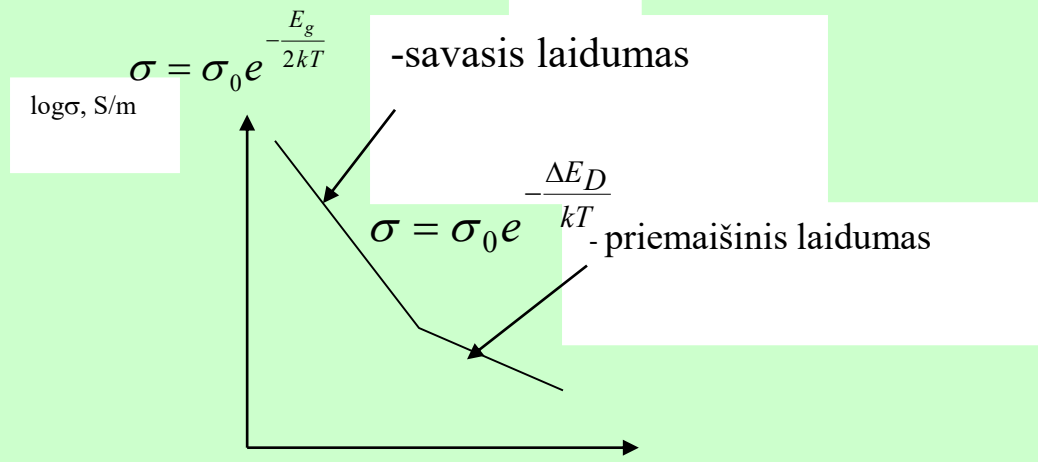 σ = σ₀e^(-E_g/2kT) -savasis laidumas
logσ, S/m
σ = σ₀e^(-ΔE_D/kT) - priemaišinis laidumas